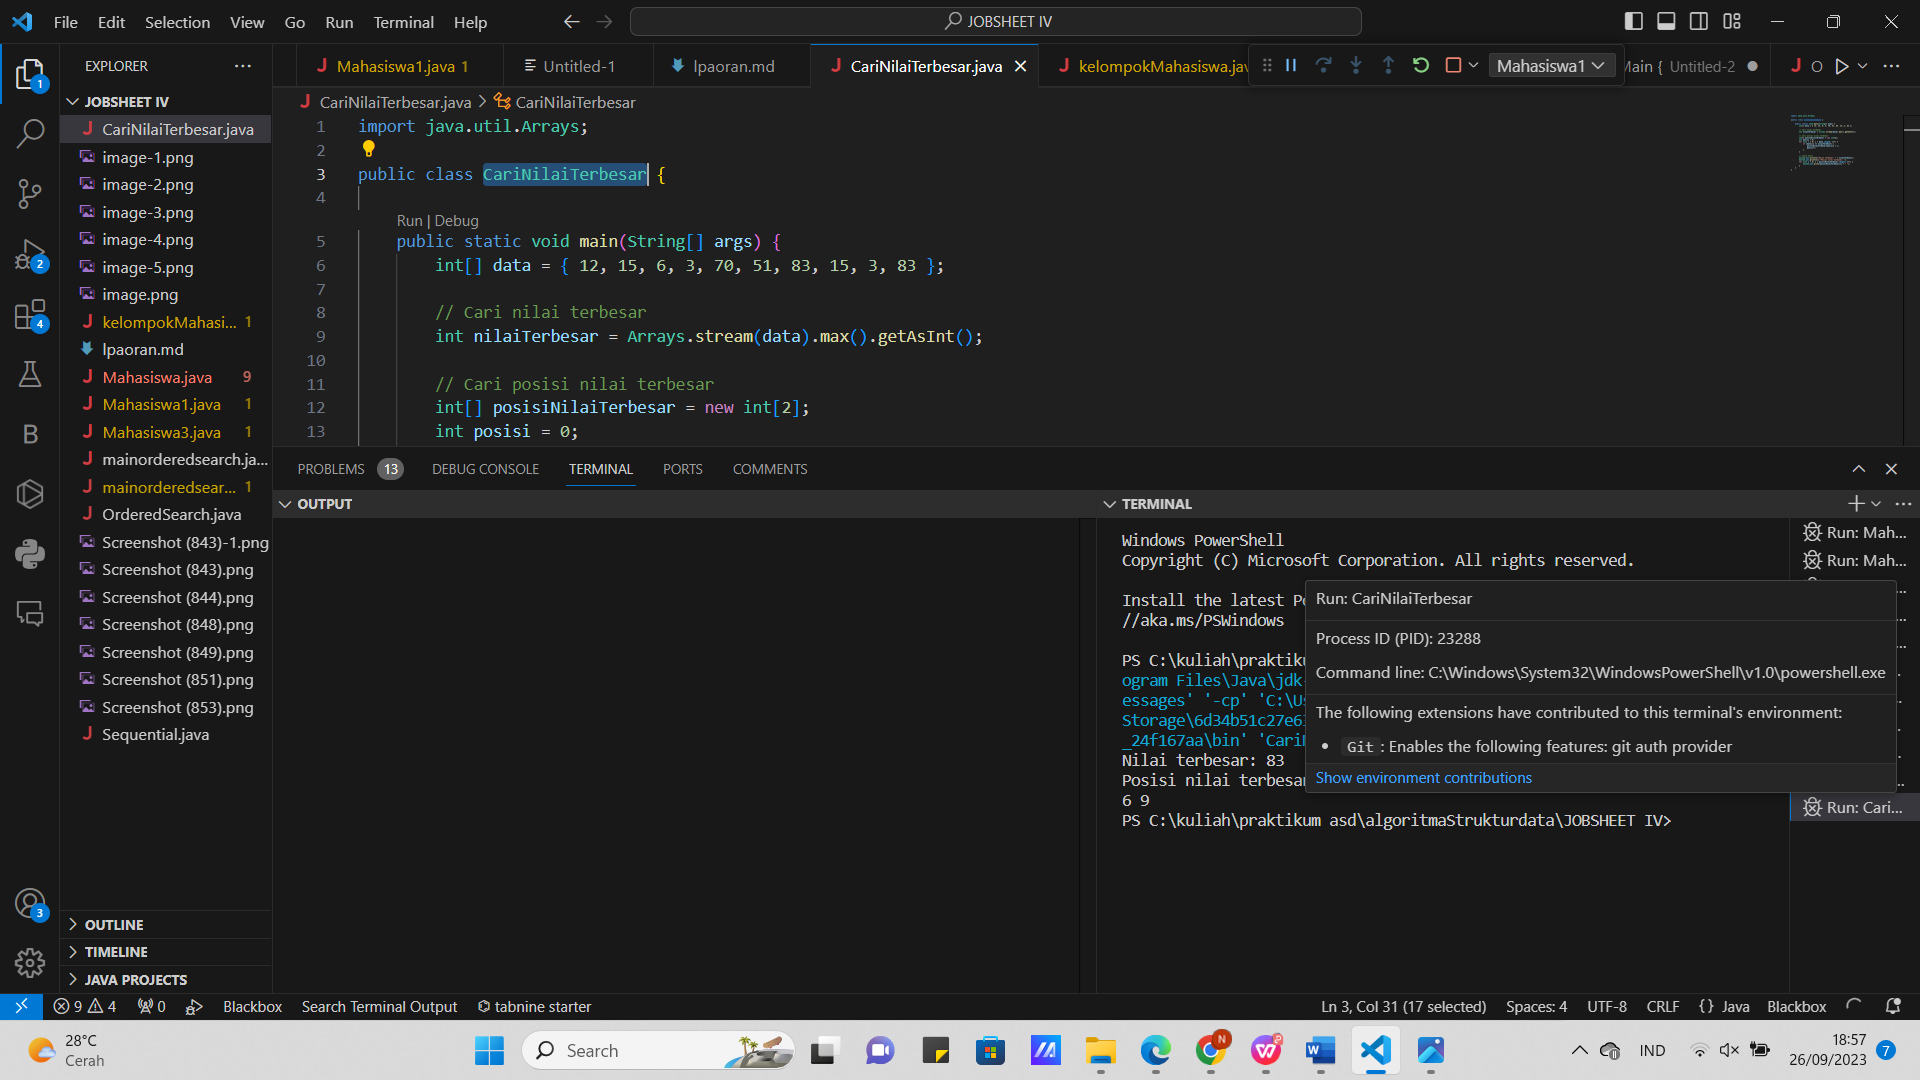 File Edit Selection View Go Run Terminal Help
JOBSHEET IV
EXPLORER
Mahasiswa1.java 1
Untitled-1
lpaoran.md
CariNilaiTerbesar.java
kelompokMahasiswa.jav
Mahasiswa1
Main { Untitled-2
JOBSHEET IV
CariNilaiTerbesar.java
image-1.png
image-2.png
image-3.png
image-4.png
image-5.png
image.png
kelompokMahasi... 1
lpaoran.md
Mahasiswa.java 9
Mahasiswa1.java 1
Mahasiswa3.java 1
mainorderedsearch.ja...
mainorderedsear... 1
OrderedSearch.java
Screenshot (843)-1.png
Screenshot (843).png
Screenshot (844).png
Screenshot (848).png
Screenshot (849).png
Screenshot (851).png
Screenshot (853).png
Sequential.java
OUTLINE
TIMELINE
JAVA PROJECTS
1
2
4
3
CariNilaiTerbesar.java > CariNilaiTerbesar
1 import java.util.Arrays;
2
3 public class CariNilaiTerbesar {
4
Run | Debug
5 public static void main(String[] args) {
6 int[] data = { 12, 15, 6, 3, 70, 51, 83, 15, 3, 83 };
7
8 // Cari nilai terbesar
9 int nilaiTerbesar = Arrays.stream(data).max().getAsInt();
10
11 // Cari posisi nilai terbesar
12 int[] posisiNilaiTerbesar = new int[2];
13 int posisi = 0;
PROBLEMS 13 DEBUG CONSOLE TERMINAL PORTS COMMENTS
OUTPUT
TERMINAL
Windows PowerShell
Copyright (C) Microsoft Corporation. All rights reserved.
Install the latest Po
//aka.ms/PSWindows
PS C:\kuliah\praktiku
ogram Files\Java\jdk-
essages' '-cp' 'C:\Us
Storage\6d34b51c27e61
_24f167aa\bin' 'CariN
Nilai terbesar: 83
Posisi nilai terbesar
6 9
PS C:\kuliah\praktikum asd\algoritmaStrukturdata\JOBSHEET IV>
Run: Mah...
Run: Mah...
Run: Cari...
Run: CariNilaiTerbesar
Process ID (PID): 23288
Command line: C:\Windows\System32\WindowsPowerShell\v1.0\powershell.exe
The following extensions have contributed to this terminal's environment:
• Git : Enables the following features: git auth provider
Show environment contributions
9 4 0 Blackbox Search Terminal Output tabnine starter
Ln 3, Col 31 (17 selected) Spaces: 4 UTF-8 CRLF {} Java Blackbox
28°C
Cerah
Search
IND
18:57
26/09/2023
7